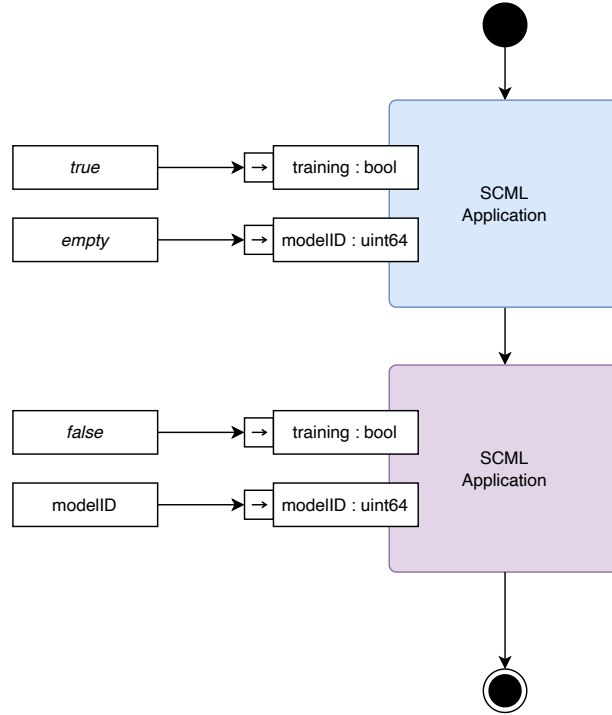 true
→
training : bool
SCML
Application
empty
→
modelID : uint64
false
→
training : bool
SCML
Application
modelID
→
modelID : uint64